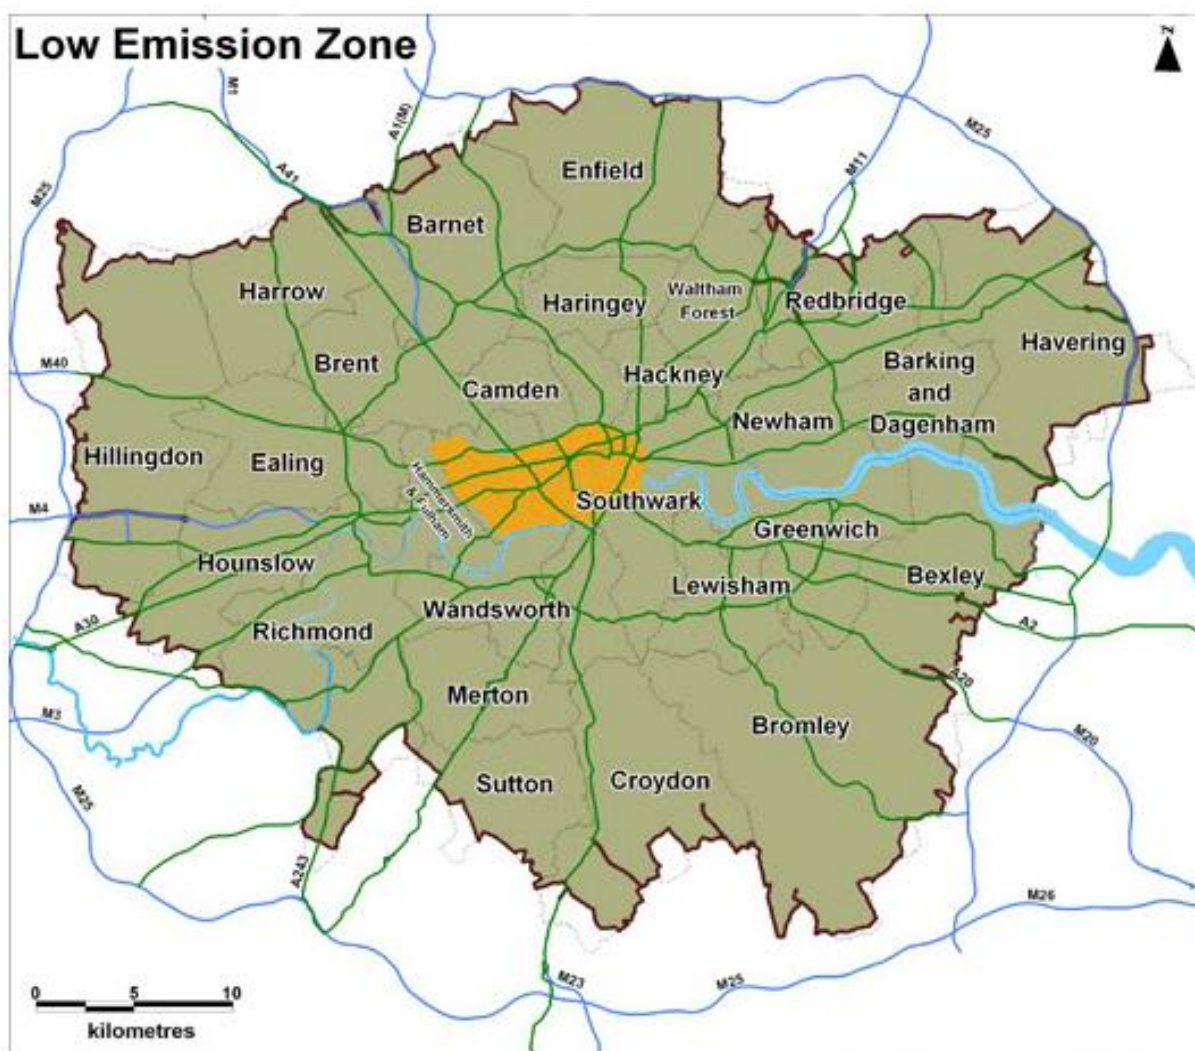 Low Emission Zone
Z
M1
A1(M)
M25
M11
M25
A41
Enfield
Barnet
Harrow
Haringey
Waltham
Forest
Redbridge
Havering
Brent
Camden
Hackney
Barking
and
Dagenham
M40
Newham
Hillingdon
Ealing
Hammersmith
& Fulham
Southwark
M4
Greenwich
Hounslow
Lewisham
Bexley
Wandsworth
A30
Richmond
A2
A20
Merton
M3
Bromley
M20
Sutton
Croydon
M25
A243
M26
M23
M25
0 5 10
kilometres